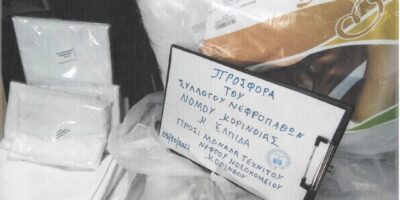 ΠΡΟΣΦΟΡΑ
ΤΟΥ
ΣΥΛΛΟΓΟΥ ΝΕΦΡΟΠΑΘΩΝ
ΝΟΜΟΥ ΚΟΡΙΝΘΙΑΣ
Η ΕΛΠΙΔΑ
ΠΡΟΣ: ΜΟΝΑΔΑ ΤΕΧΝΗΤΟΥ
ΝΕΦΡΟΥ ΝΟΣΟΚΟΜΕΙΟΥ
ΚΟΡΙΝΘΟΥ